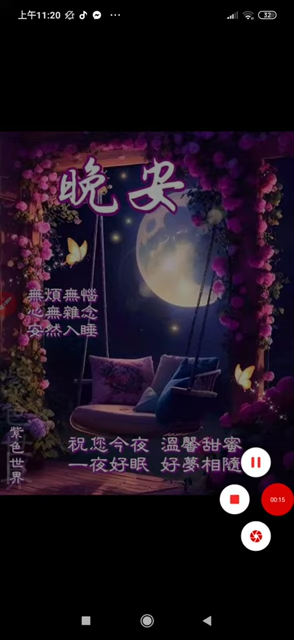 上午11:20
32
晚安
無煩無惱
心無雜念
安然入睡
祝您今夜 溫馨甜蜜
一夜好眠 好夢相隨
紫色世界
00:15